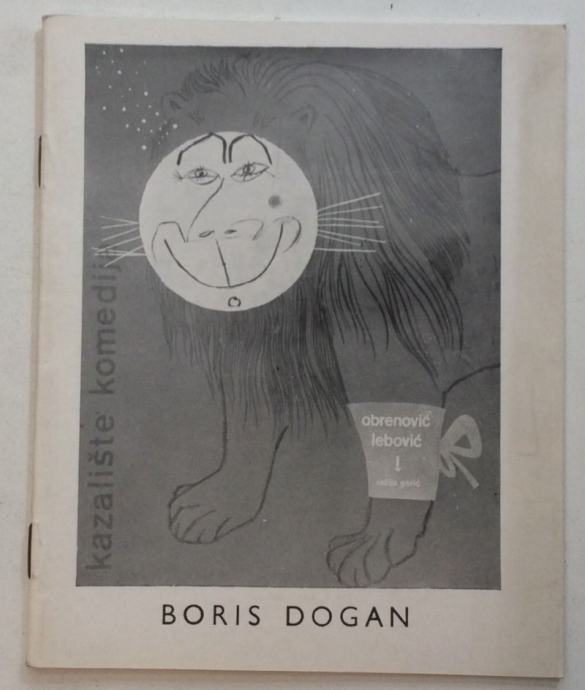 kazalište komedija
obrenović
lebović
BORIS DOGAN